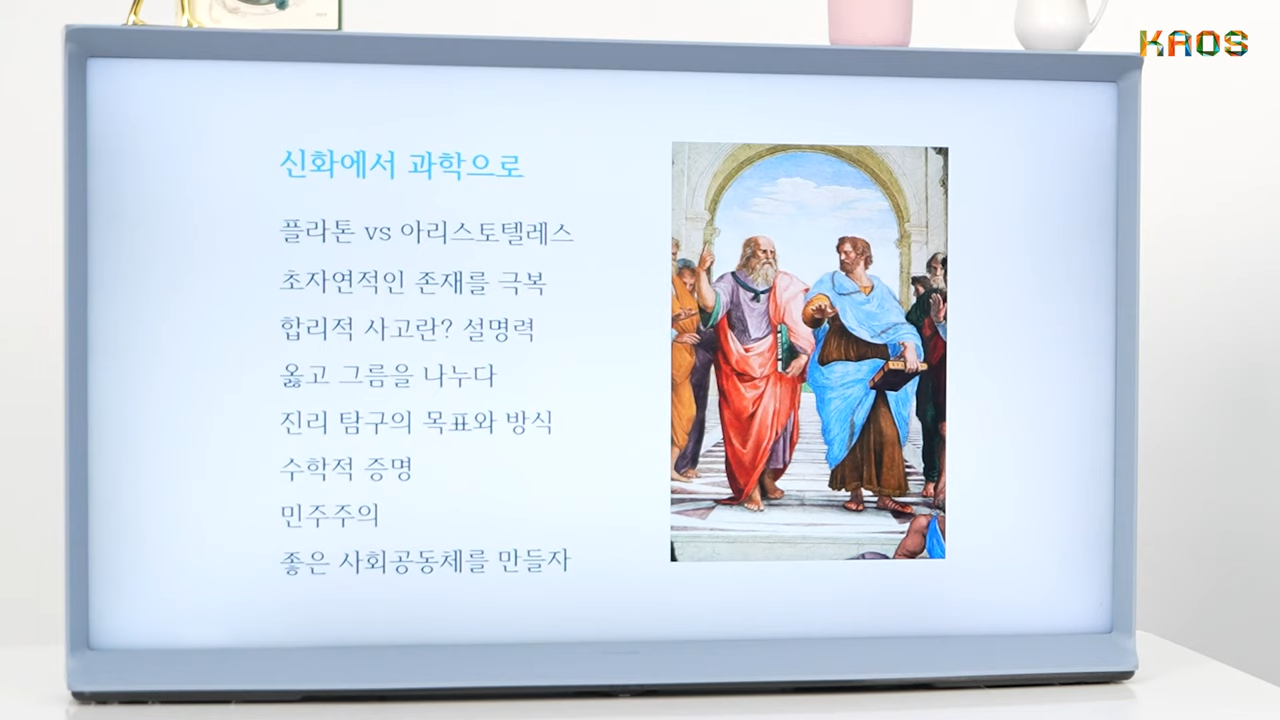 KAOS
신화에서 과학으로
플라톤 vs 아리스토텔레스
초자연적인 존재를 극복
합리적 사고란? 설명력
옳고 그름을 나누다
진리 탐구의 목표와 방식
수학적 증명
민주주의
좋은 사회공동체를 만들자